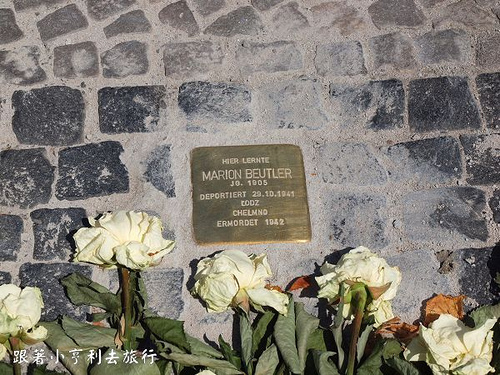 HIER LERNTE
MARION BEUTLER
JG. 1905
DEPORTIERT 29.10.1941
ŁODZ
CHELMNO
ERMORDET 1942
跟著小亨利去旅行